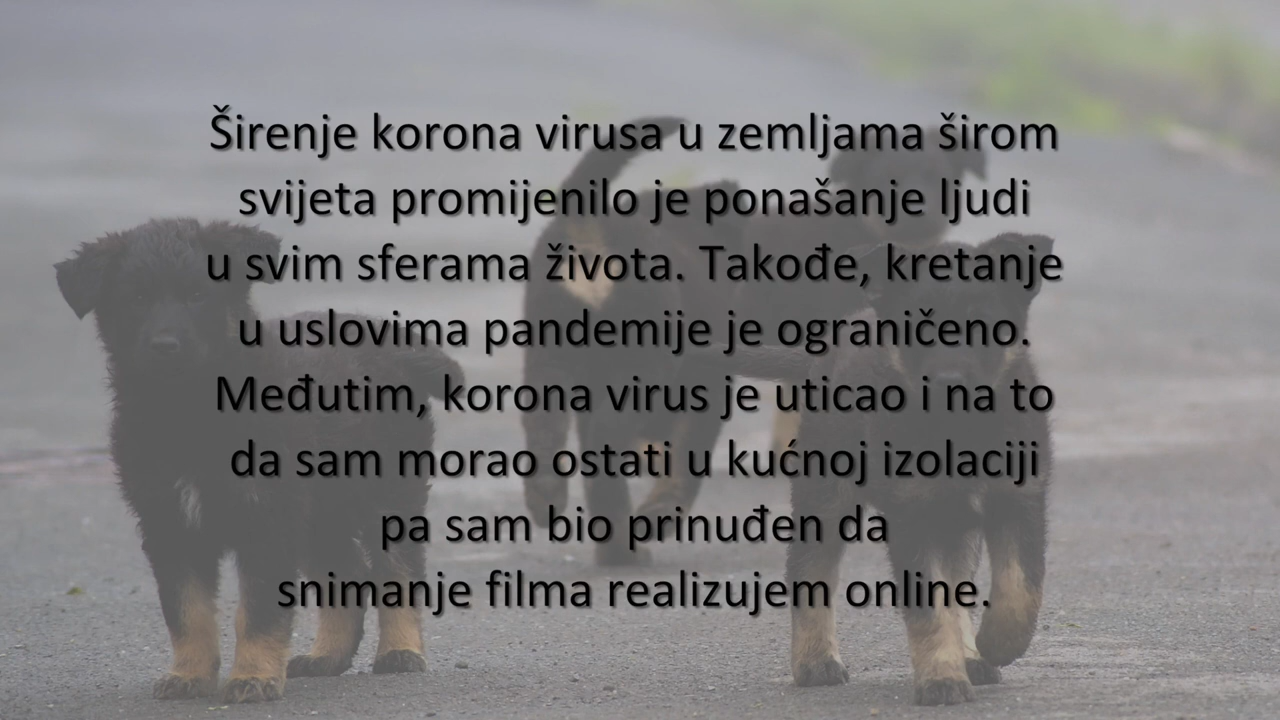 Širenje korona virusa u zemljama širom
svijeta promijenilo je ponašanje ljudi
u svim sferama života. Takođe, kretanje
u uslovima pandemije je ograničeno.
Međutim, korona virus je uticao i na to
da sam morao ostati u kućnoj izolaciji
pa sam bio prinuđen da
snimanje filma realizujem online.